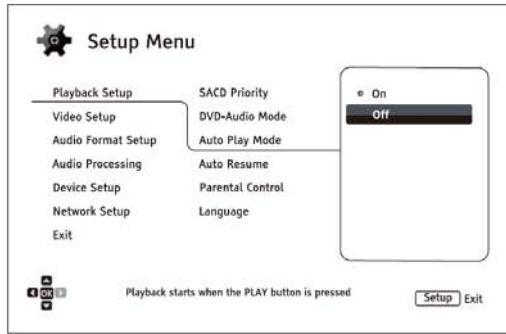 Setup Menu
Playback Setup
Video Setup
Audio Format Setup
Audio Processing
Device Setup
Network Setup
Exit
SACD Priority
DVD-Audio Mode
Auto Play Mode
Auto Resume
Parental Control
Language
On
Off
OK
Playback starts when the PLAY button is pressed
Setup Exit